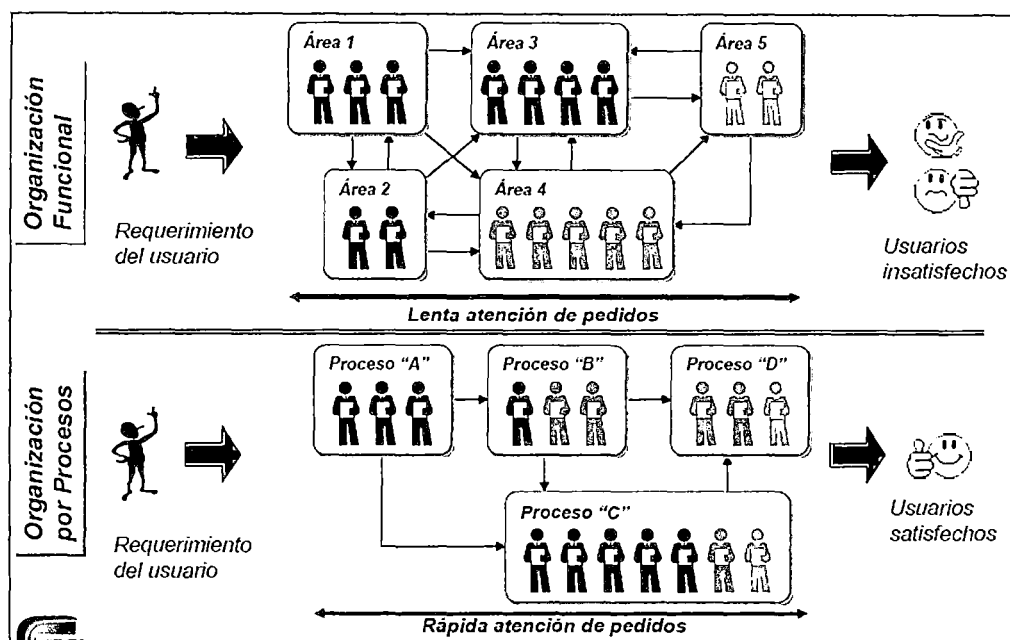 Organización
Funcional
Requerimiento
del usuario
Área 1
Área 3
Área 5
Área 2
Área 4
Usuarios
insatisfechos
Lenta atención de pedidos
Organización
por Procesos
Requerimiento
del usuario
Proceso “A”
Proceso “B”
Proceso “D”
Proceso “C”
Usuarios
satisfechos
Rápida atención de pedidos